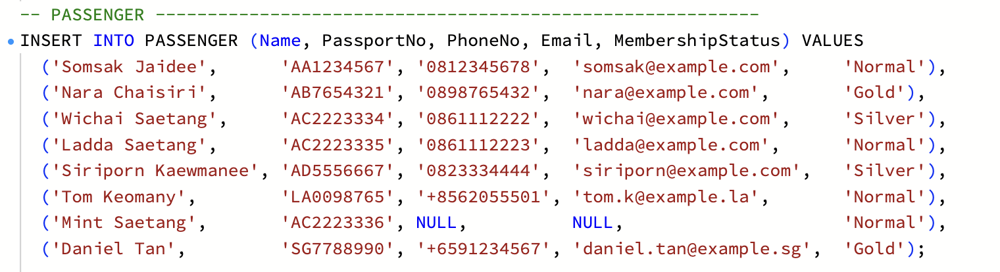 -- PASSENGER ----------------------------------------------------------
INSERT INTO PASSENGER (Name, PassportNo, PhoneNo, Email, MembershipStatus) VALUES
('Somsak Jaidee', 'AA1234567', '0812345678', 'somsak@example.com', 'Normal'),
('Nara Chaisiri', 'AB7654321', '0898765432', 'nara@example.com', 'Gold'),
('Wichai Saetang', 'AC2223334', '0861112222', 'wichai@example.com', 'Silver'),
('Ladda Saetang', 'AC2223335', '0861112223', 'ladda@example.com', 'Normal'),
('Siriporn Kaewmanee', 'AD5556667', '0823334444', 'siriporn@example.com', 'Silver'),
('Tom Keomany', 'LA0098765', '+8562055501', 'tom.k@example.la', 'Normal'),
('Mint Saetang', 'AC2223336', NULL, NULL, 'Normal'),
('Daniel Tan', 'SG7788990', '+6591234567', 'daniel.tan@example.sg', 'Gold');